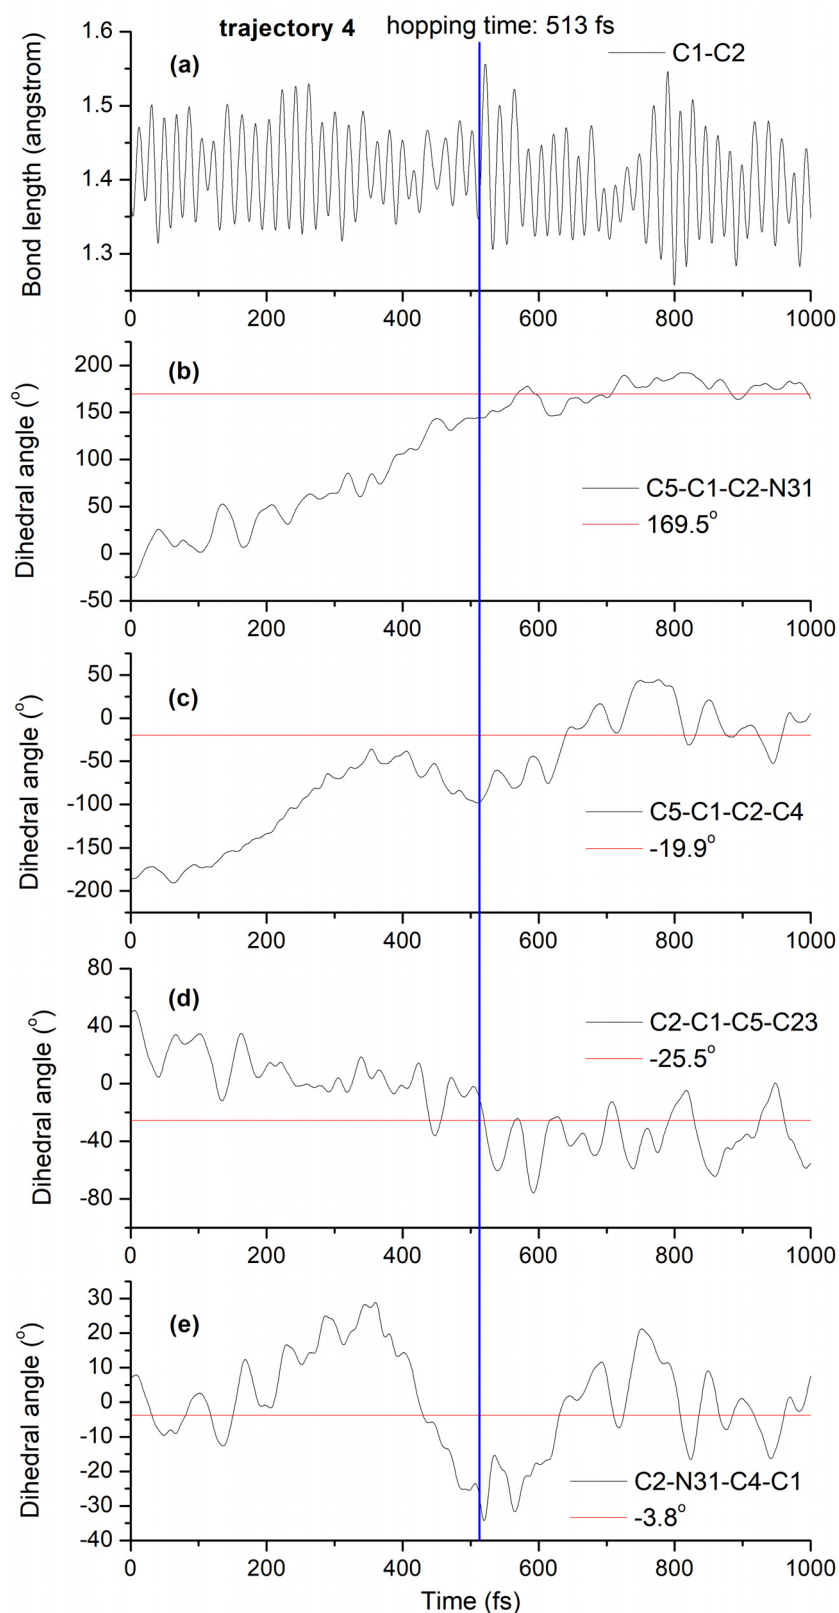 trajectory 4 hopping time: 513 fs
1.6
(a)
C1-C2
1.5
1.4
1.3
Bond length (angstrom)
0 200 400 600 800 1000
200
(b)
150
100
50
0
-50
Dihedral angle (°)
C5-C1-C2-N31
169.5°
0 200 400 600 800 1000
50
(c)
0
-50
-100
-150
-200
Dihedral angle (°)
C5-C1-C2-C4
-19.9°
0 200 400 600 800 1000
80
(d)
40
0
-40
-80
Dihedral angle (°)
C2-C1-C5-C23
-25.5°
0 200 400 600 800 1000
30
(e)
20
10
0
-10
-20
-30
-40
Dihedral angle (°)
C2-N31-C4-C1
-3.8°
0 200 400 600 800 1000
Time (fs)